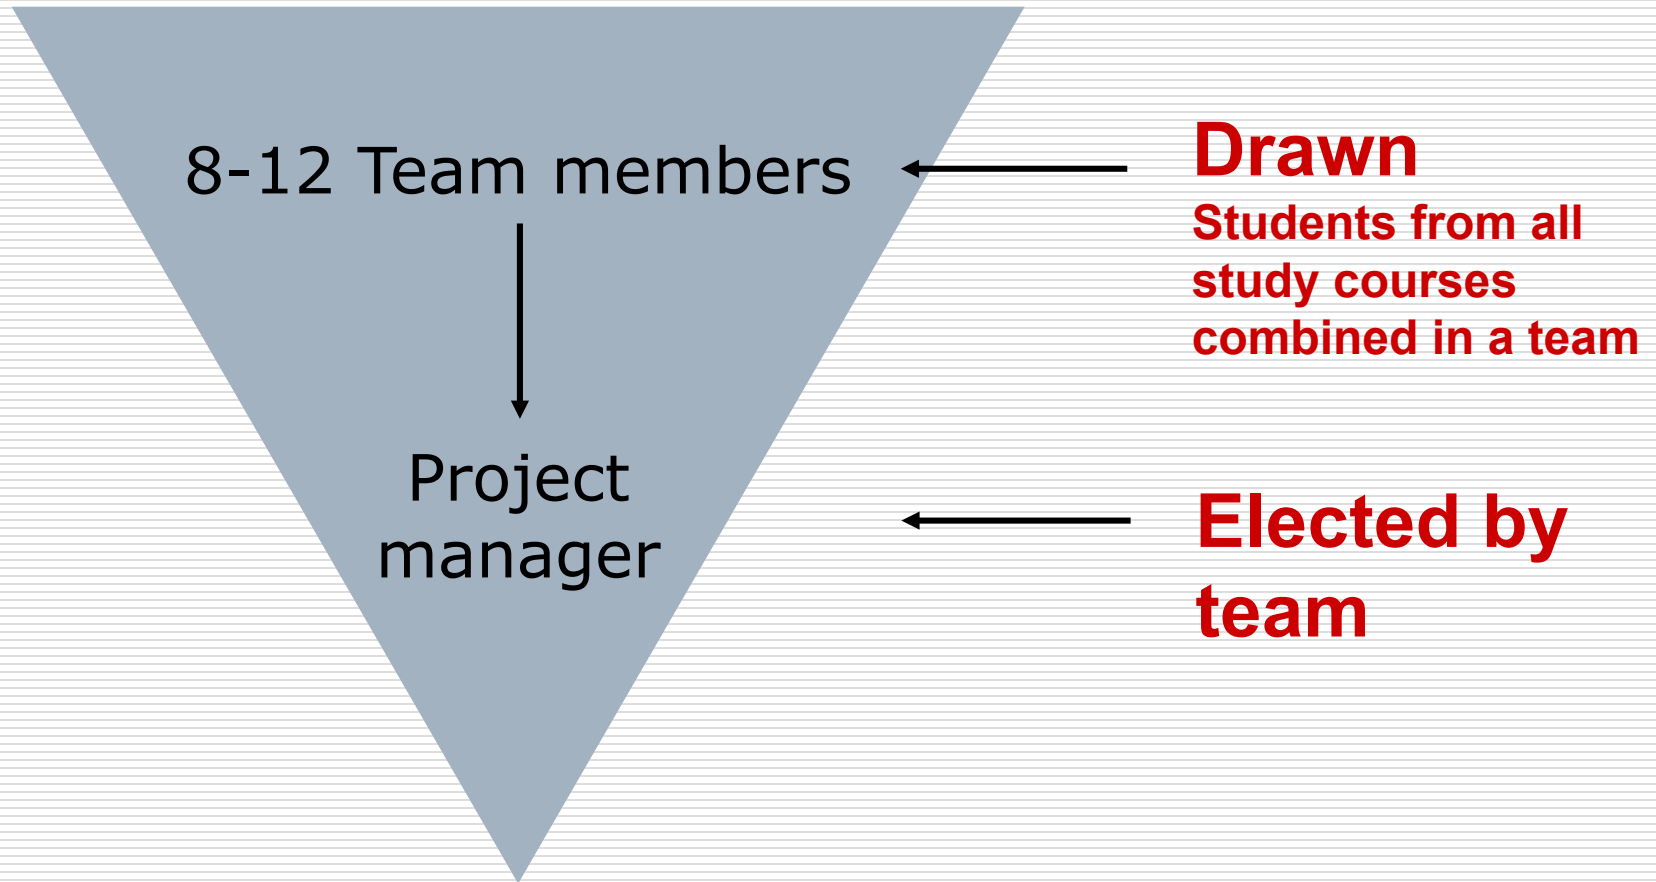 8-12 Team members
Drawn
Students from all
study courses
combined in a team
Project
manager
Elected by
team